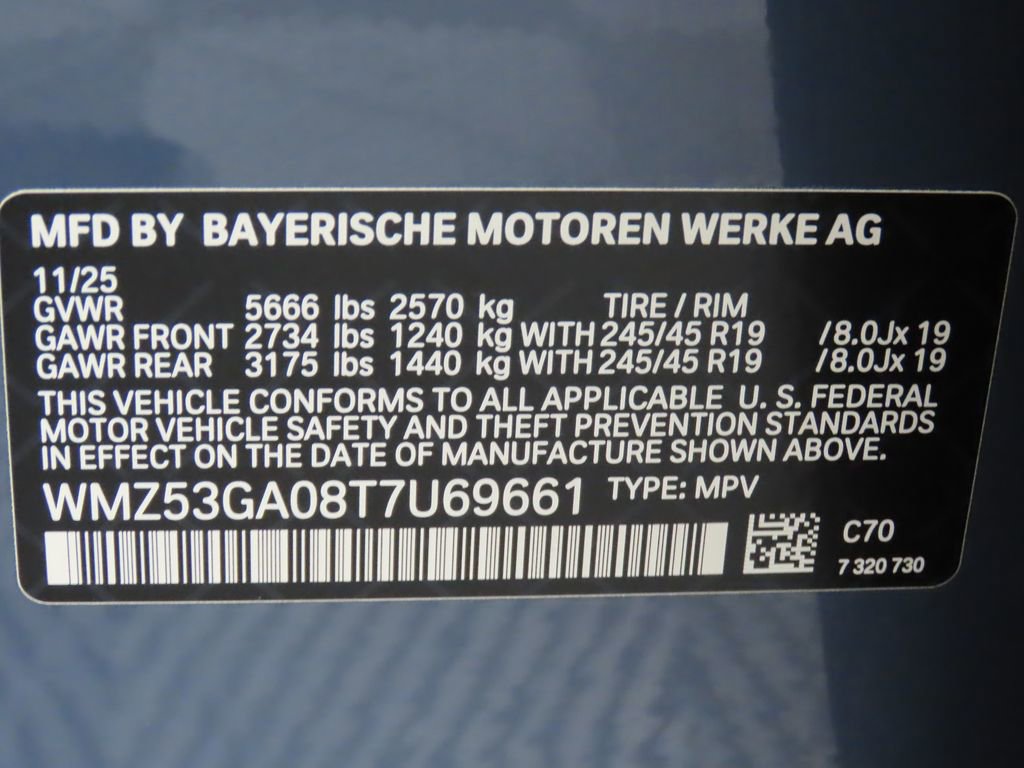 MFD BY BAYERISCHE MOTOREN WERKE AG
11/25
GVWR 5666 lbs 2570 kg TIRE / RIM
GAWR FRONT 2734 lbs 1240 kg WITH 245/45 R19 /8.0Jx 19
GAWR REAR 3175 lbs 1440 kg WITH 245/45 R19 /8.0Jx 19
THIS VEHICLE CONFORMS TO ALL APPLICABLE U. S. FEDERAL
MOTOR VEHICLE SAFETY AND THEFT PREVENTION STANDARDS
IN EFFECT ON THE DATE OF MANUFACTURE SHOWN ABOVE.
WMZ53GA08T7U69661 TYPE: MPV
C70
7 320 730